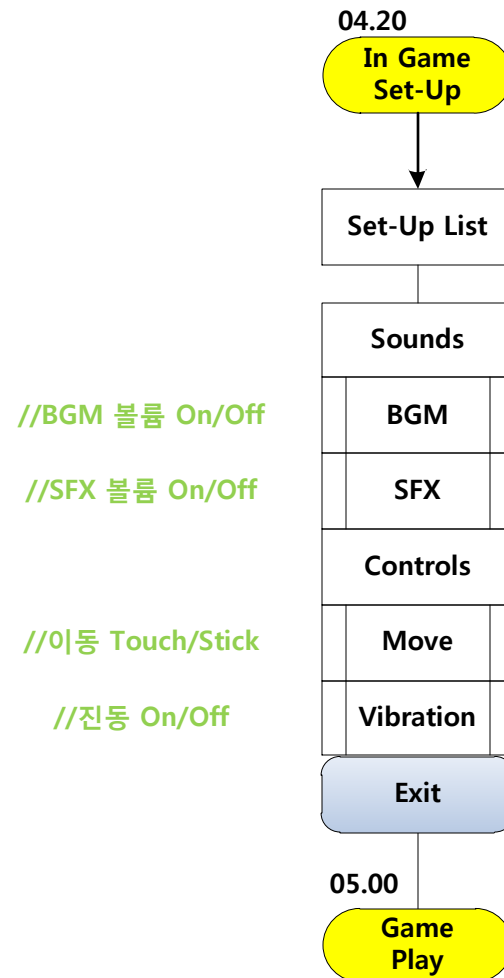 04.20
In Game
Set-Up
Set-Up List
Sounds
//BGM 볼륨 On/Off
BGM
//SFX 볼륨 On/Off
SFX
Controls
//이동 Touch/Stick
Move
//진동 On/Off
Vibration
Exit
05.00
Game
Play